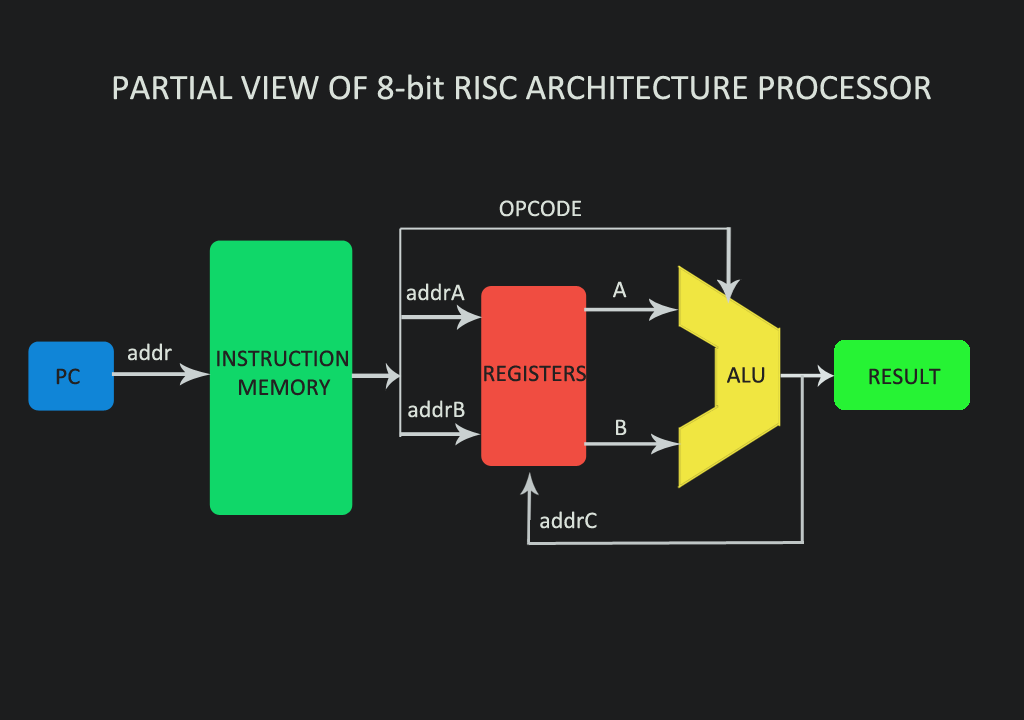 PARTIAL VIEW OF 8-bit RISC ARCHITECTURE PROCESSOR
OPCODE
addrA
A
addr
INSTRUCTION
MEMORY
PC
REGISTERS
ALU
RESULT
addrB
B
addrC